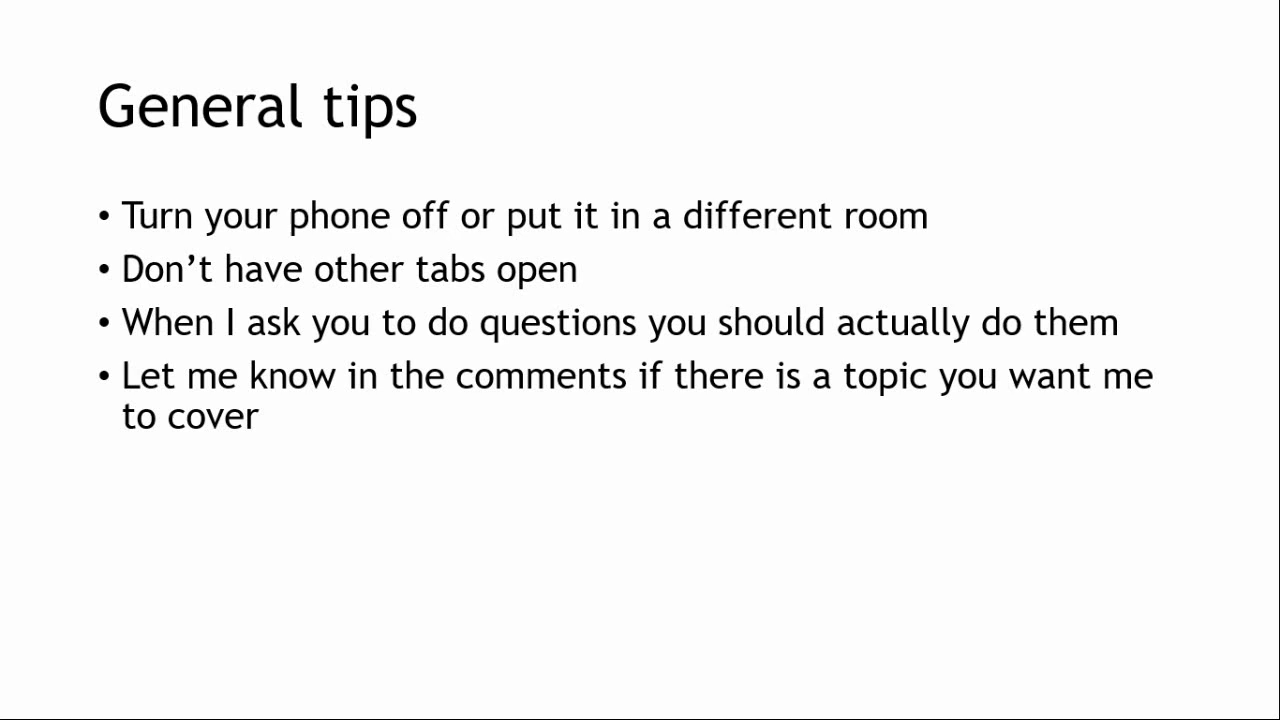 General tips
• Turn your phone off or put it in a different room
• Don’t have other tabs open
• When I ask you to do questions you should actually do them
• Let me know in the comments if there is a topic you want me
to cover